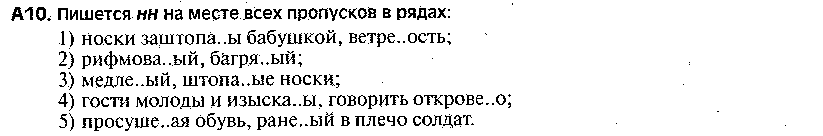 А10. Пишется нн на месте всех пропусков в рядах:
1) носки заштопа..ы бабушкой, ветре..ость;
2) рифмова..ый, багря..ый;
3) медле..ый, штопа..ые носки;
4) гости молоды и изыска..ы, говорить открове..о;
5) просуше..ая обувь, ране..ый в плечо солдат.